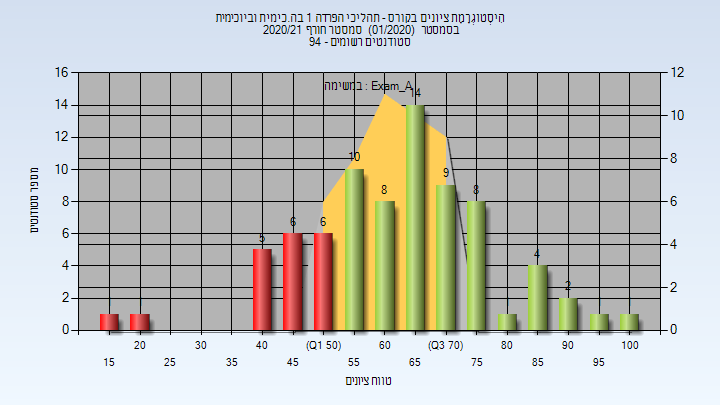 היסטוגרמת ציונים בקורס - תהליכי הפרדה 1 בה.כימית וביוכימית
בסמסטר (01/2020) סמסטר חורף 2020/21
סטודנטים רשומים - 94
במשימה : Exam_A
מספר סטודנטים
16 14 12 10 8 6 4 2 0
12 10 8 6 4 2 0
5 6 6 10 8 14 9 8 4 2
20 30 40 (Q1 50) 60 (Q3 70) 80 90 100
15 25 35 45 55 65 75 85 95
טווח ציונים